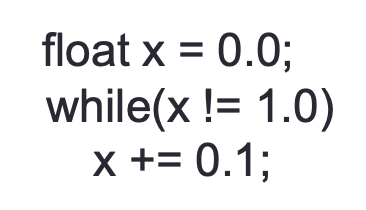 float x = 0.0;
while(x != 1.0)
x += 0.1;